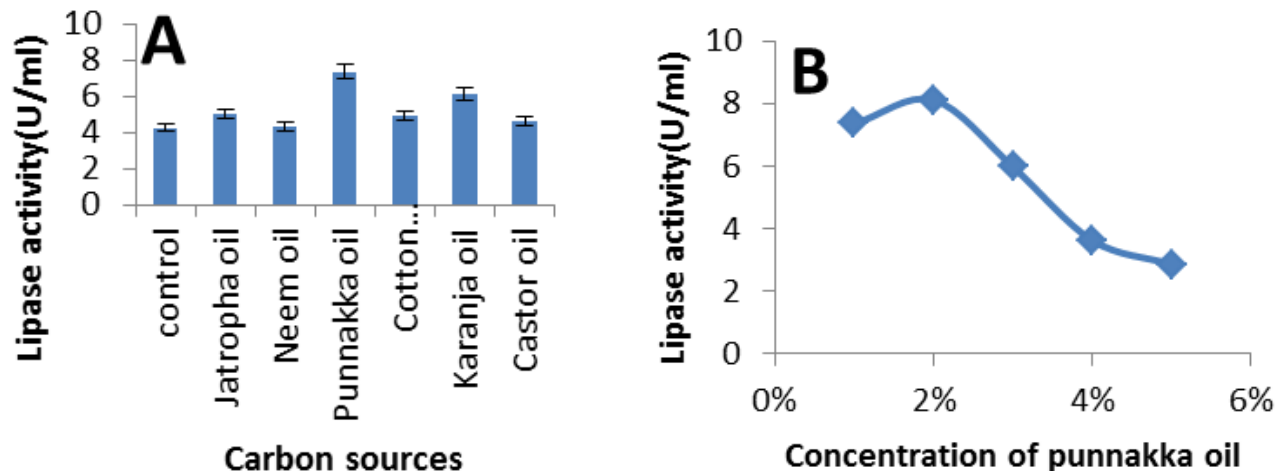 A
Lipase activity(U/ml)
10
8
6
4
2
0
control
Jatropha oil
Neem oil
Punnakka oil
Cotton...
Karanja oil
Castor oil
Carbon sources
B
Lipase activity(U/ml)
10
8
6
4
2
0
0%
2%
4%
6%
Concentration of punnakka oil